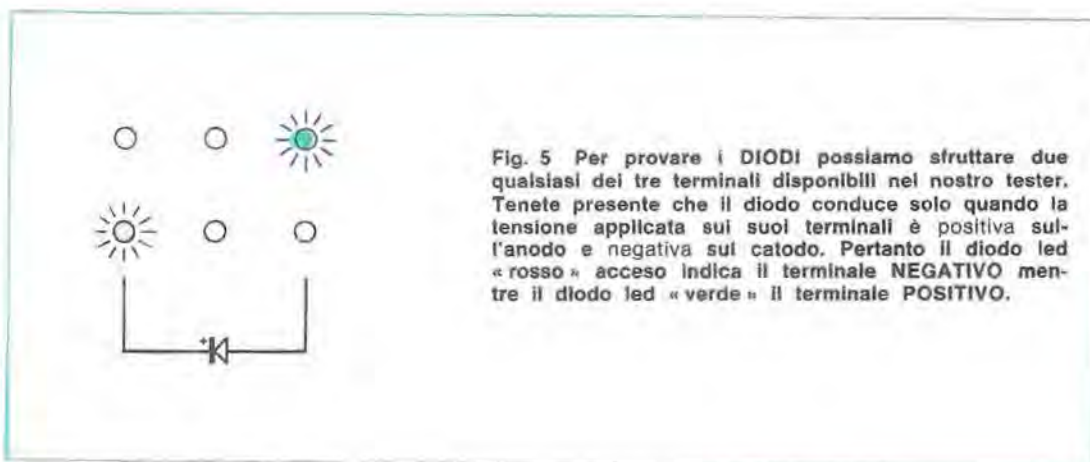 Fig. 5 Per provare i DIODI possiamo sfruttare due
qualsiasi dei tre terminali disponibili nel nostro tester.
Tenete presente che il diodo conduce solo quando la
tensione applicata sui suoi terminali è positiva sul-
l'anodo e negativa sul catodo. Pertanto il diodo led
« rosso » acceso indica il terminale NEGATIVO men-
tre il diodo led « verde » il terminale POSITIVO.
+